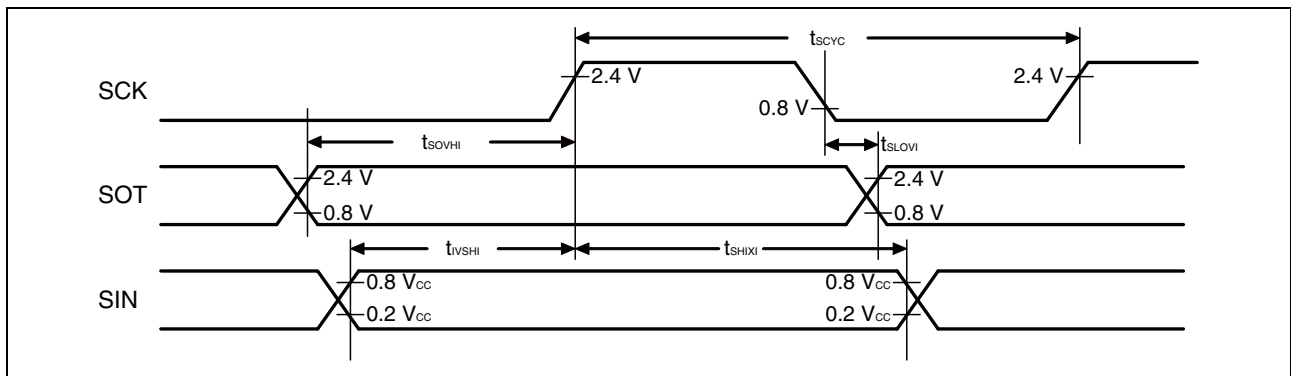 tSCYC
SCK
2.4 V
2.4 V
0.8 V
tSOVHI
tSLOVI
SOT
2.4 V
2.4 V
0.8 V
0.8 V
tIVSHI
tSHIXI
SIN
0.8 VCC
0.8 VCC
0.2 VCC
0.2 VCC